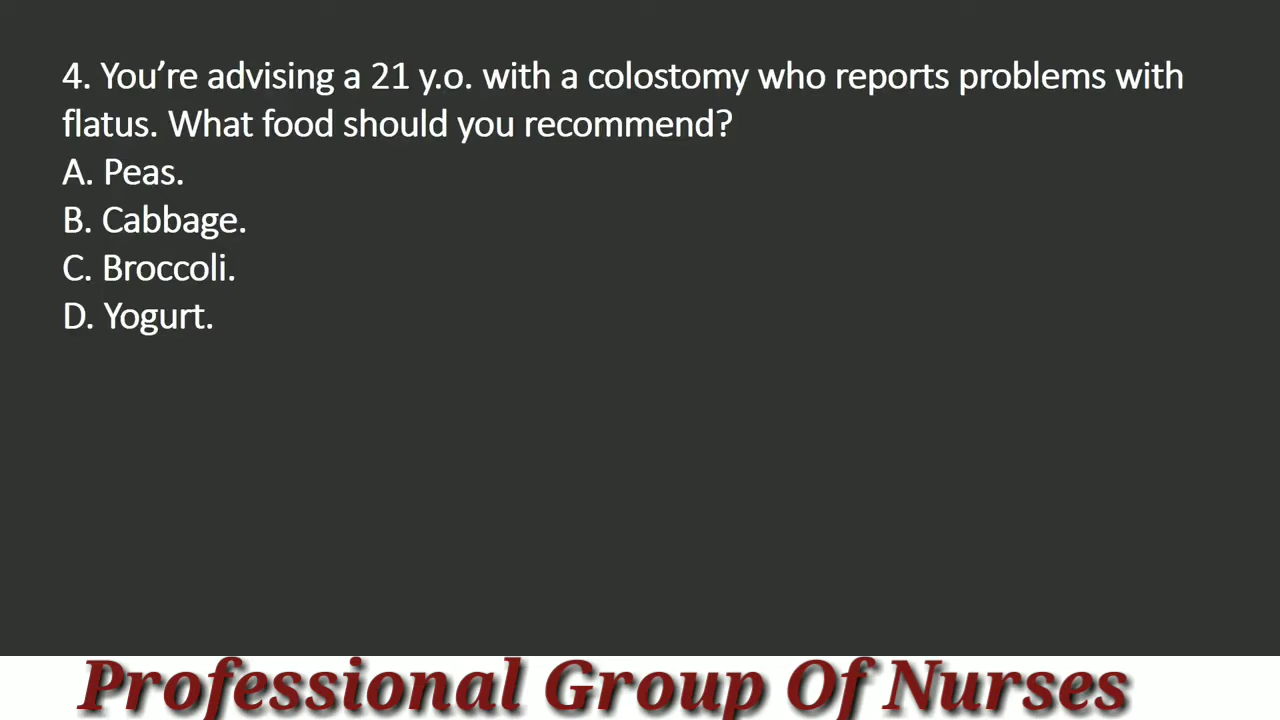 4. You’re advising a 21 y.o. with a colostomy who reports problems with
flatus. What food should you recommend?
A. Peas.
B. Cabbage.
C. Broccoli.
D. Yogurt.
Professional Group Of Nurses